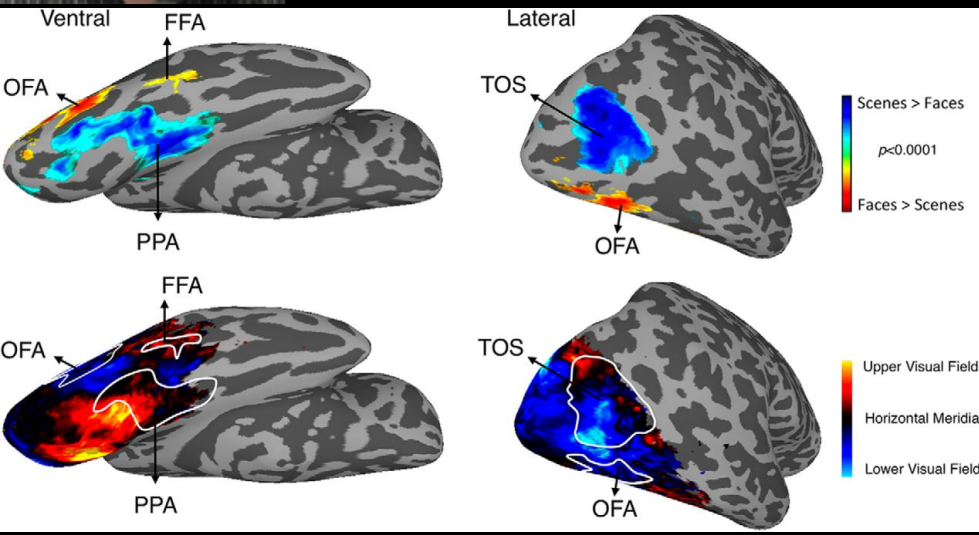 Ventral
FFA
OFA
PPA
Lateral
TOS
OFA
Scenes > Faces
p<0.0001
Faces > Scenes
FFA
OFA
PPA
TOS
OFA
Upper Visual Field
Horizontal Meridia
Lower Visual Field